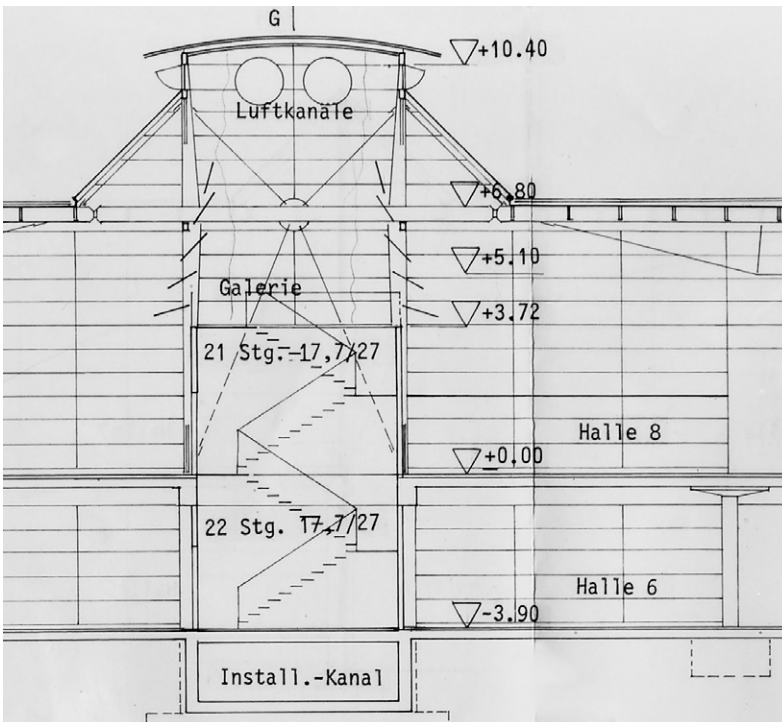 G
+10.40
Luftkanäle
+6.80
+5.10
Galerie
+3.72
21 Stg. 17,7/27
Halle 8
+0.00
22 Stg. 17,7/27
Halle 6
-3.90
Install.-Kanal